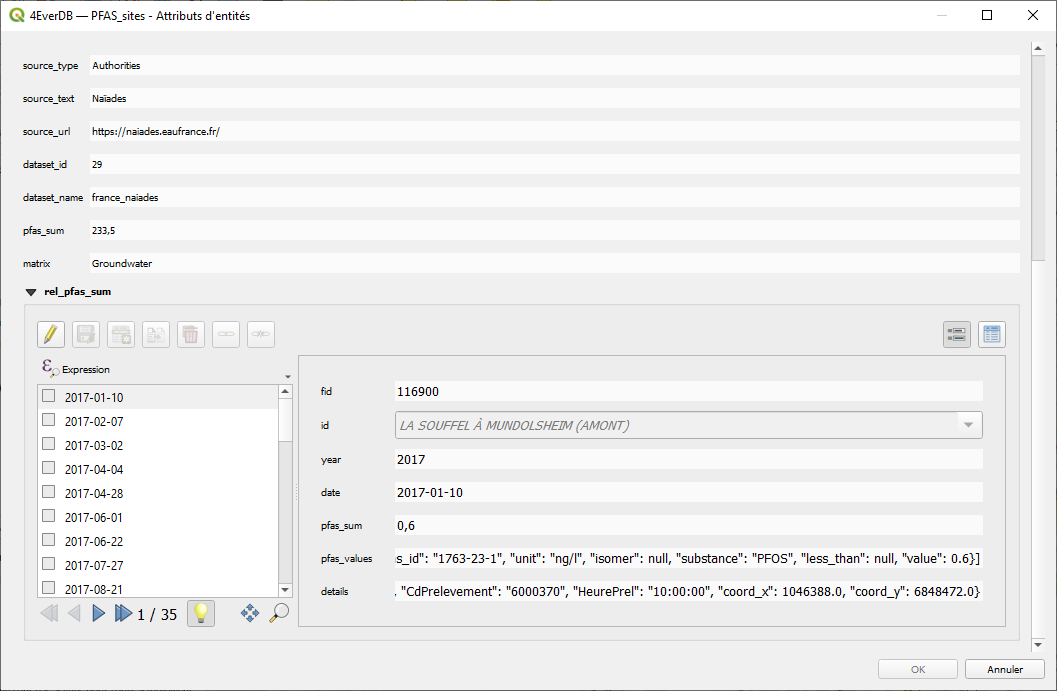 4EverDB — PFAS_sites - Attributs d'entités
source_type Authorities
source_text Naïades
source_url https://naiades.eaufrance.fr/
dataset_id 29
dataset_name france_naiades
pfas_sum 233,5
matrix Groundwater
rel_pfas_sum
ε Expression
2017-01-10
2017-02-07
2017-03-02
2017-04-04
2017-04-28
2017-06-01
2017-06-22
2017-07-27
2017-08-21
1 / 35
fid 116900
id LA SOUFFEL À MUNDOLSHEIM (AMONT)
year 2017
date 2017-01-10
pfas_sum 0,6
pfas_values s_id": "1763-23-1", "unit": "ng/l", "isomer": null, "substance": "PFOS", "less_than": null, "value": 0.6}]
details , "CdPrelevement": "6000370", "HeurePrel": "10:00:00", "coord_x": 1046388.0, "coord_y": 6848472.0}
OK Annuler